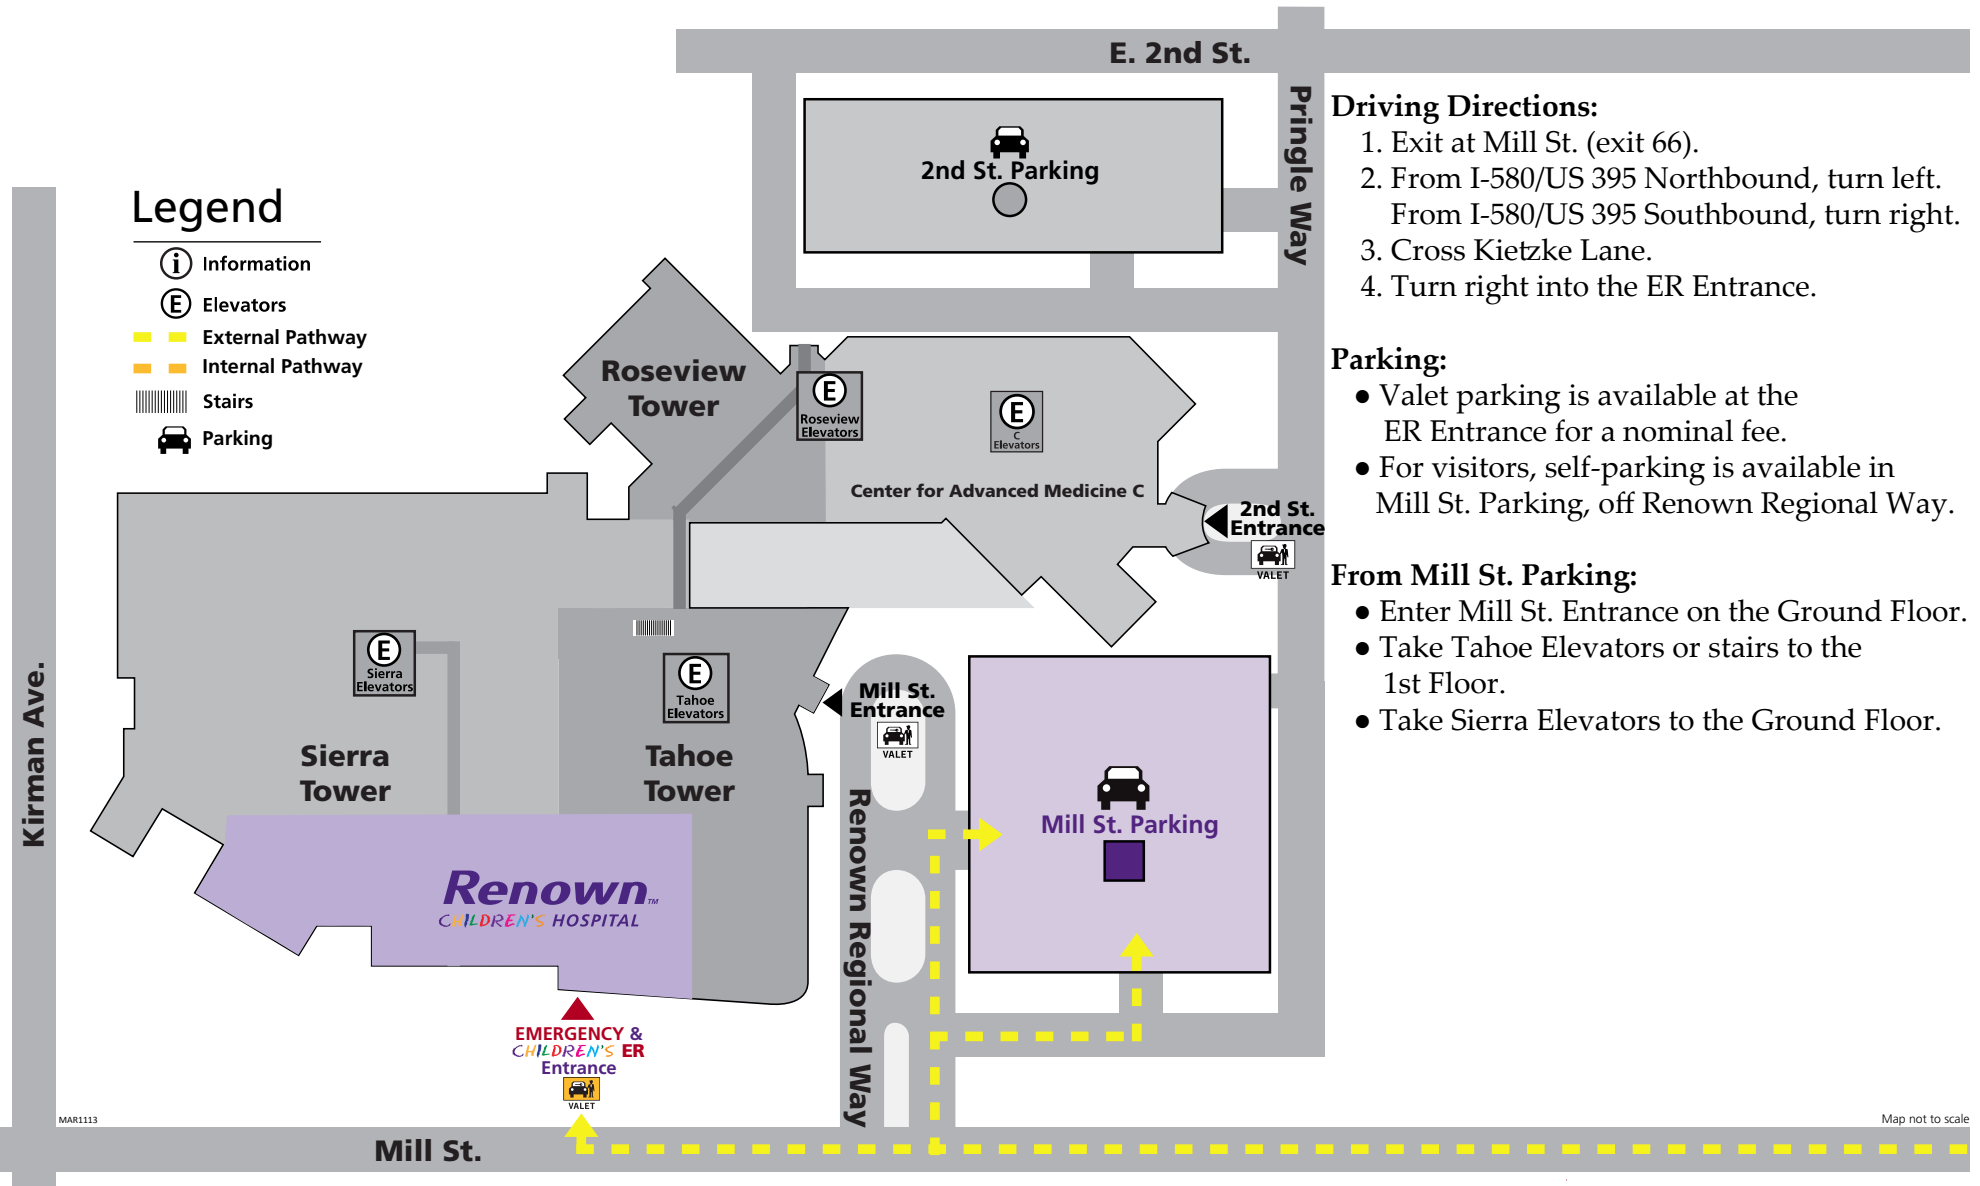 E. 2nd St.
Pringle Way
2nd St. Parking
Legend
i Information
E Elevators
External Pathway
Internal Pathway
Stairs
Parking
Driving Directions:
1. Exit at Mill St. (exit 66).
2. From I-580/US 395 Northbound, turn left.
From I-580/US 395 Southbound, turn right.
3. Cross Kietzke Lane.
4. Turn right into the ER Entrance.
Parking:
● Valet parking is available at the
ER Entrance for a nominal fee.
● For visitors, self-parking is available in
Mill St. Parking, off Renown Regional Way.
From Mill St. Parking:
● Enter Mill St. Entrance on the Ground Floor.
● Take Tahoe Elevators or stairs to the
1st Floor.
● Take Sierra Elevators to the Ground Floor.
Roseview
Tower
E
Roseview
Elevators
E
C
Elevators
Center for Advanced Medicine C
2nd St.
Entrance
VALET
E
Sierra
Elevators
E
Tahoe
Elevators
Mill St.
Entrance
VALET
Kirman Ave.
Sierra
Tower
Tahoe
Tower
Renown Regional Way
Mill St. Parking
Renown™
CHILDREN'S HOSPITAL
EMERGENCY &
CHILDREN'S ER
Entrance
VALET
MAR1113
Map not to scale
Mill St.